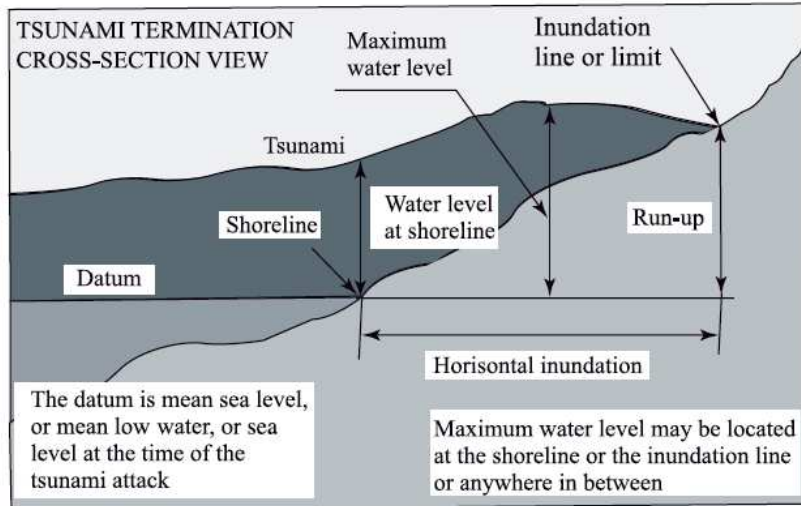 TSUNAMI TERMINATION
CROSS-SECTION VIEW
Maximum
water level
Inundation
line or limit
Tsunami
Shoreline
Water level
at shoreline
Run-up
Datum
Horisontal inundation
The datum is mean sea level,
or mean low water, or sea
level at the time of the
tsunami attack
Maximum water level may be located
at the shoreline or the inundation line
or anywhere in between